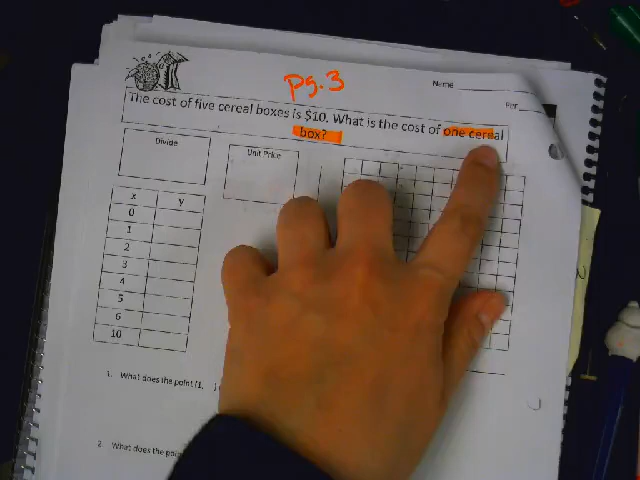 Pg. 3
Name
Per
The cost of five cereal boxes is $10. What is the cost of one cereal
box?
Divide
Unit Price
x y
0
1
2
3
4
5
6
10
1. What does the point (1,
2. What does the point